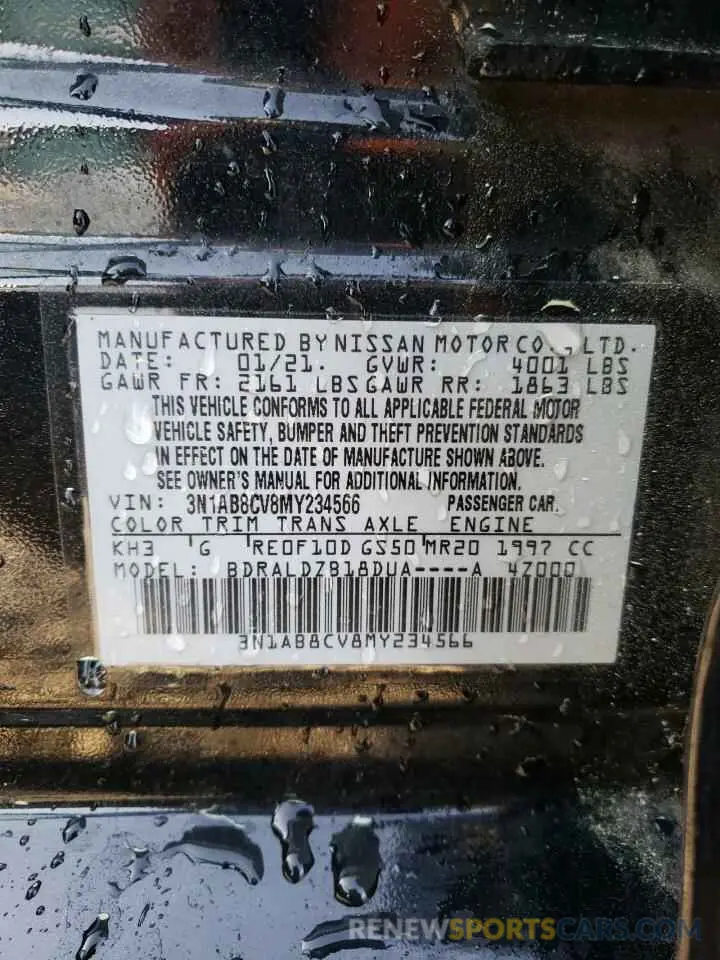 MANUFACTURED BY NISSAN MOTOR CO., LTD.
DATE: 01/21. GVWR: 4001 LBS
GAWR FR: 2161 LBS GAWR RR: 1863 LBS
THIS VEHICLE CONFORMS TO ALL APPLICABLE FEDERAL MOTOR
VEHICLE SAFETY, BUMPER AND THEFT PREVENTION STANDARDS
IN EFFECT ON THE DATE OF MANUFACTURE SHOWN ABOVE.
SEE OWNER'S MANUAL FOR ADDITIONAL INFORMATION.
VIN: 3N1AB8CV8MY234566 PASSENGER CAR.
COLOR TRIM TRANS AXLE ENGINE
KH3 G RE0F10D GS50 MR20 1997 CC
MODEL: BDRALDZB18DUA----A 4Z000
3N1AB8CV8MY234566
RENEWSPORTSCARS.COM